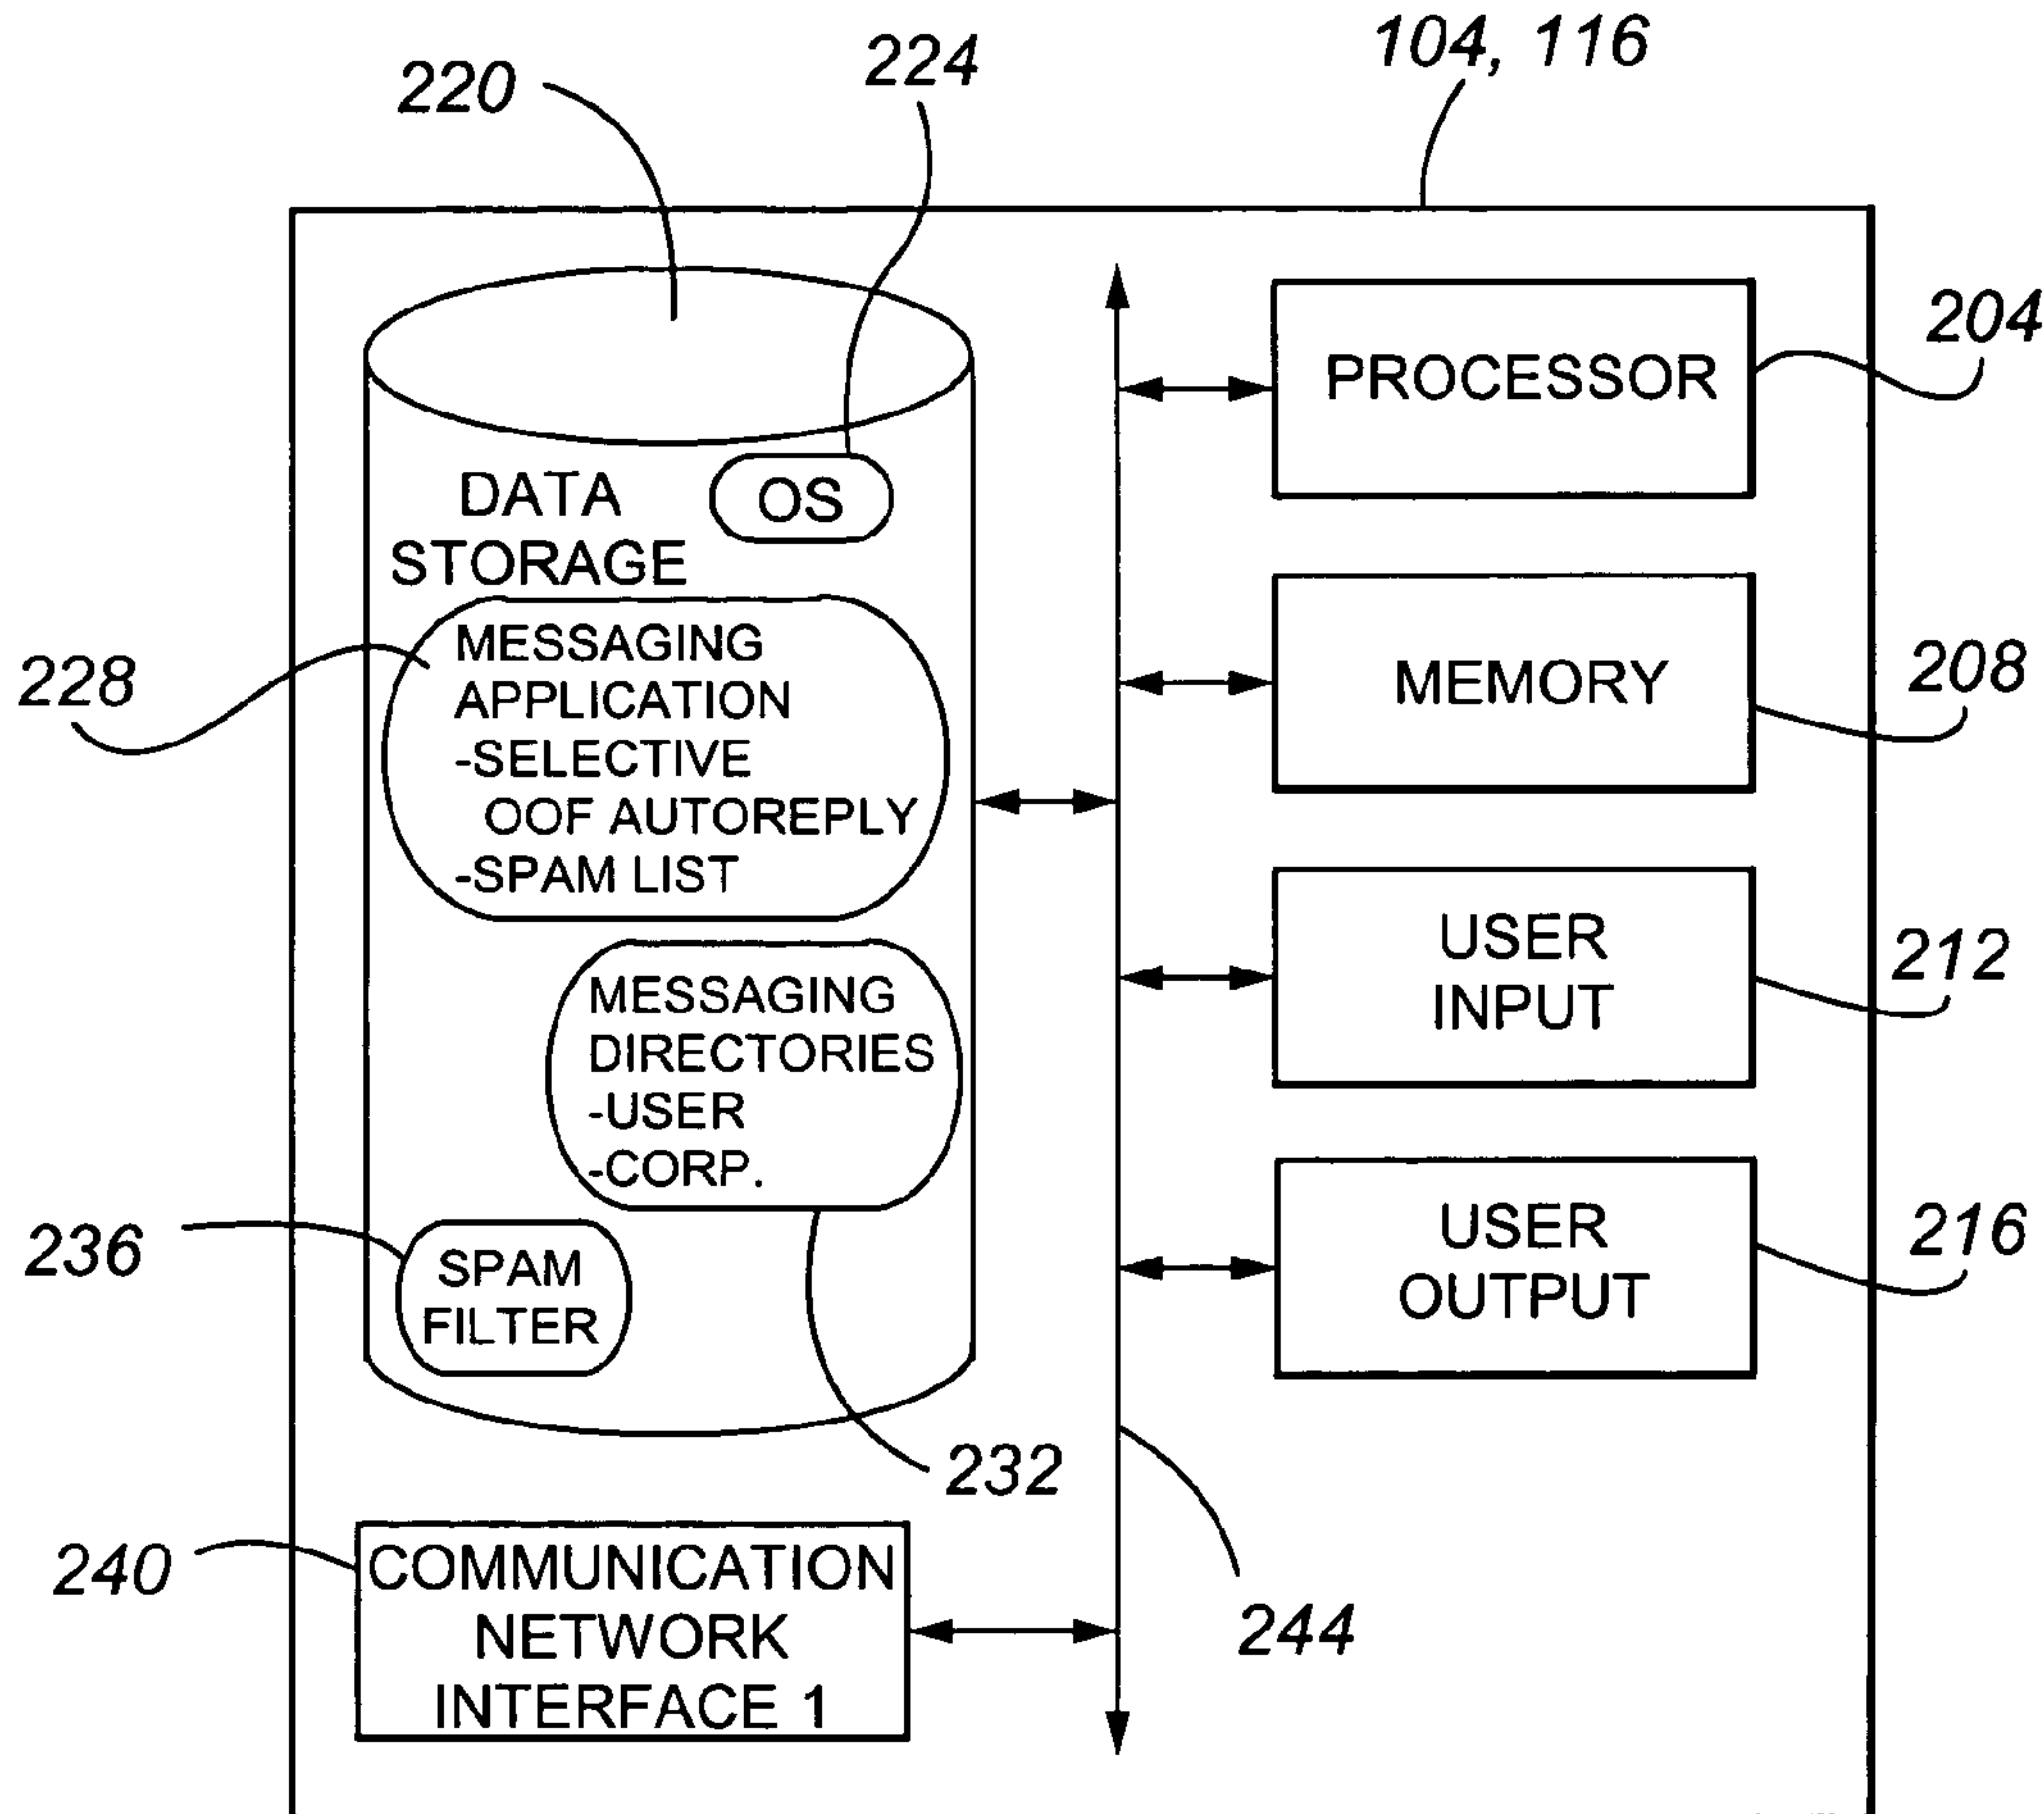 104, 116
220
224
204
PROCESSOR
DATA
STORAGE
OS
228
MESSAGING
APPLICATION
-SELECTIVE
OOF AUTOREPLY
-SPAM LIST
MEMORY
208
MESSAGING
DIRECTORIES
-USER
-CORP.
USER
INPUT
212
236
SPAM
FILTER
USER
OUTPUT
216
232
240
COMMUNICATION
NETWORK
INTERFACE 1
244